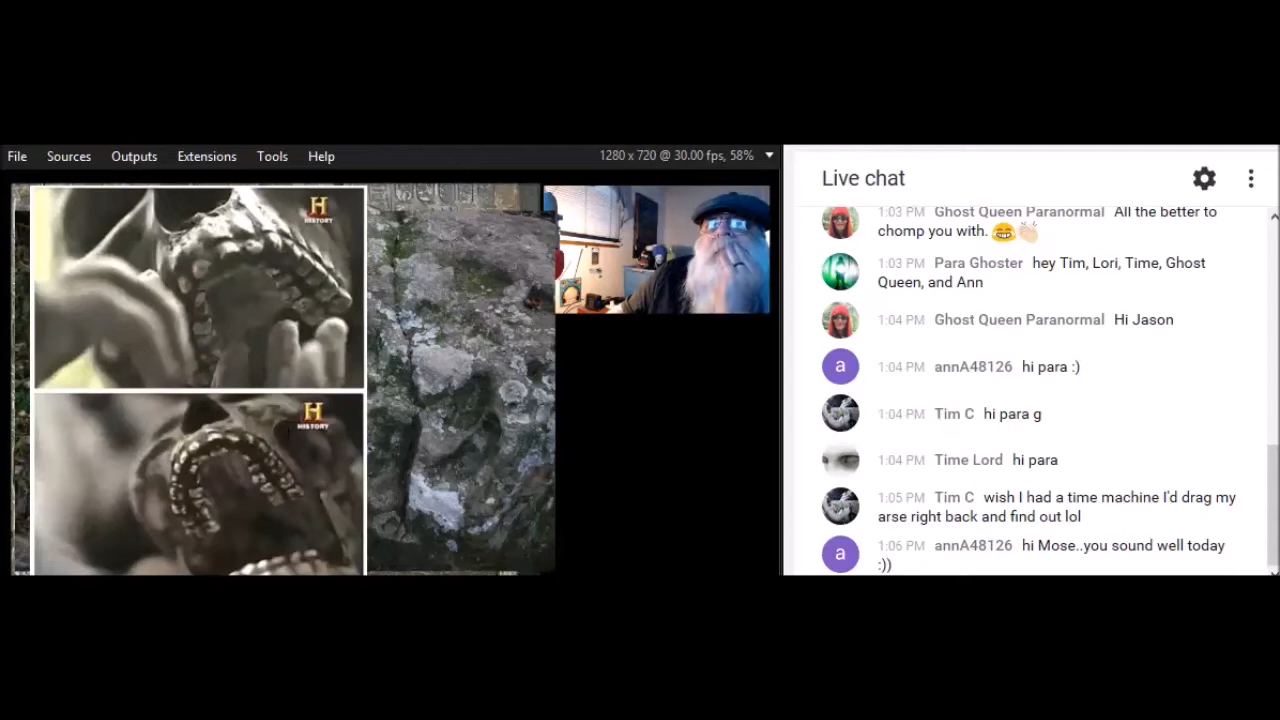 File Sources Outputs Extensions Tools Help
1280 x 720 @ 30.00 fps, 58%
H
HISTORY
H
HISTORY
Live chat
1:03 PM Ghost Queen Paranormal All the better to
chomp you with. 😂👏🏻
1:03 PM Para Ghoster hey Tim, Lori, Time, Ghost
Queen, and Ann
1:04 PM Ghost Queen Paranormal Hi Jason
a
1:04 PM annA48126 hi para :)
1:04 PM Tim C hi para g
1:04 PM Time Lord hi para
1:05 PM Tim C wish I had a time machine I'd drag my
arse right back and find out lol
a
1:06 PM annA48126 hi Mose..you sound well today
:))